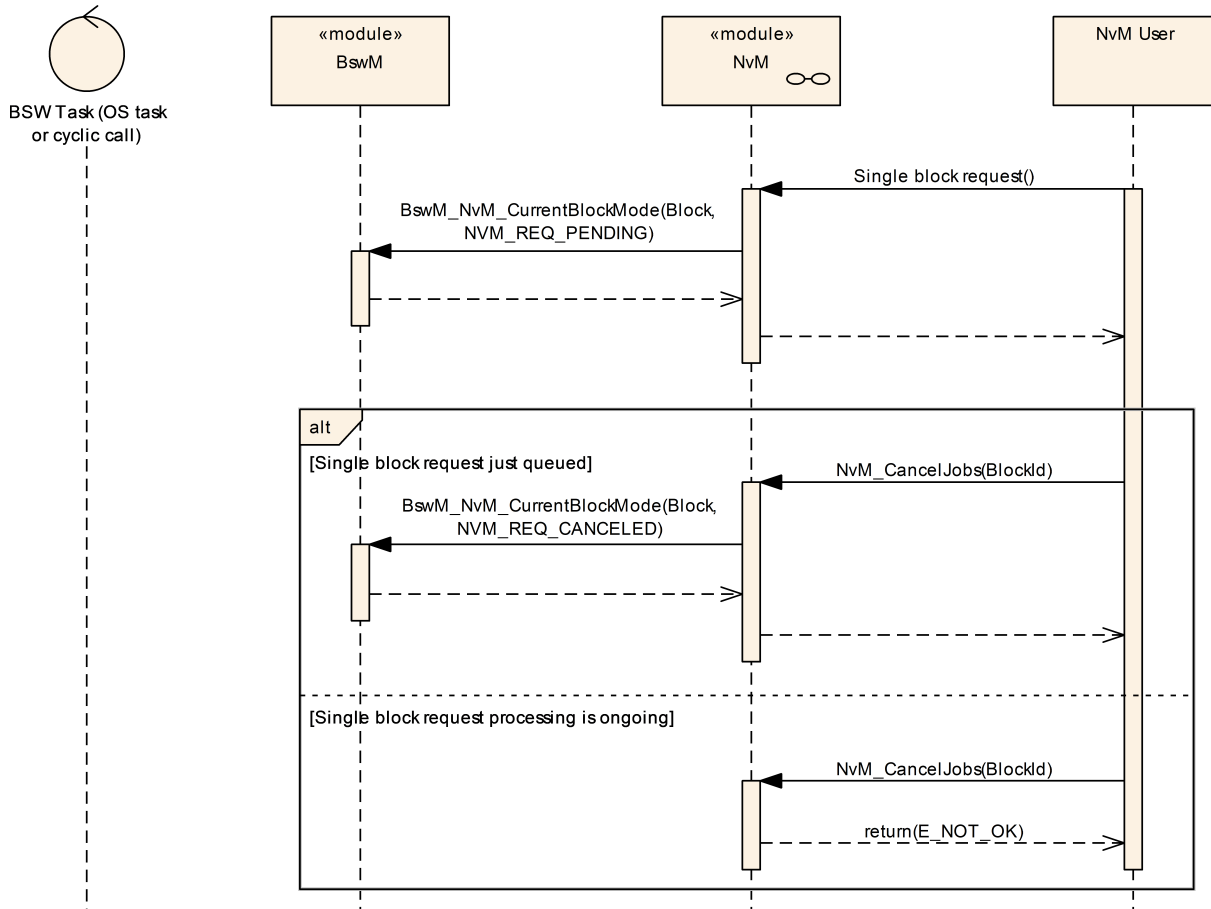 «module»
BswM
«module»
NvM
NvM User
BSW Task (OS task
or cyclic call)
Single block request()
BswM_NvM_CurrentBlockMode(Block,
NVM_REQ_PENDING)
alt
[Single block request just queued]
NvM_CancelJobs(BlockId)
BswM_NvM_CurrentBlockMode(Block,
NVM_REQ_CANCELED)
[Single block request processing is ongoing]
NvM_CancelJobs(BlockId)
return(E_NOT_OK)